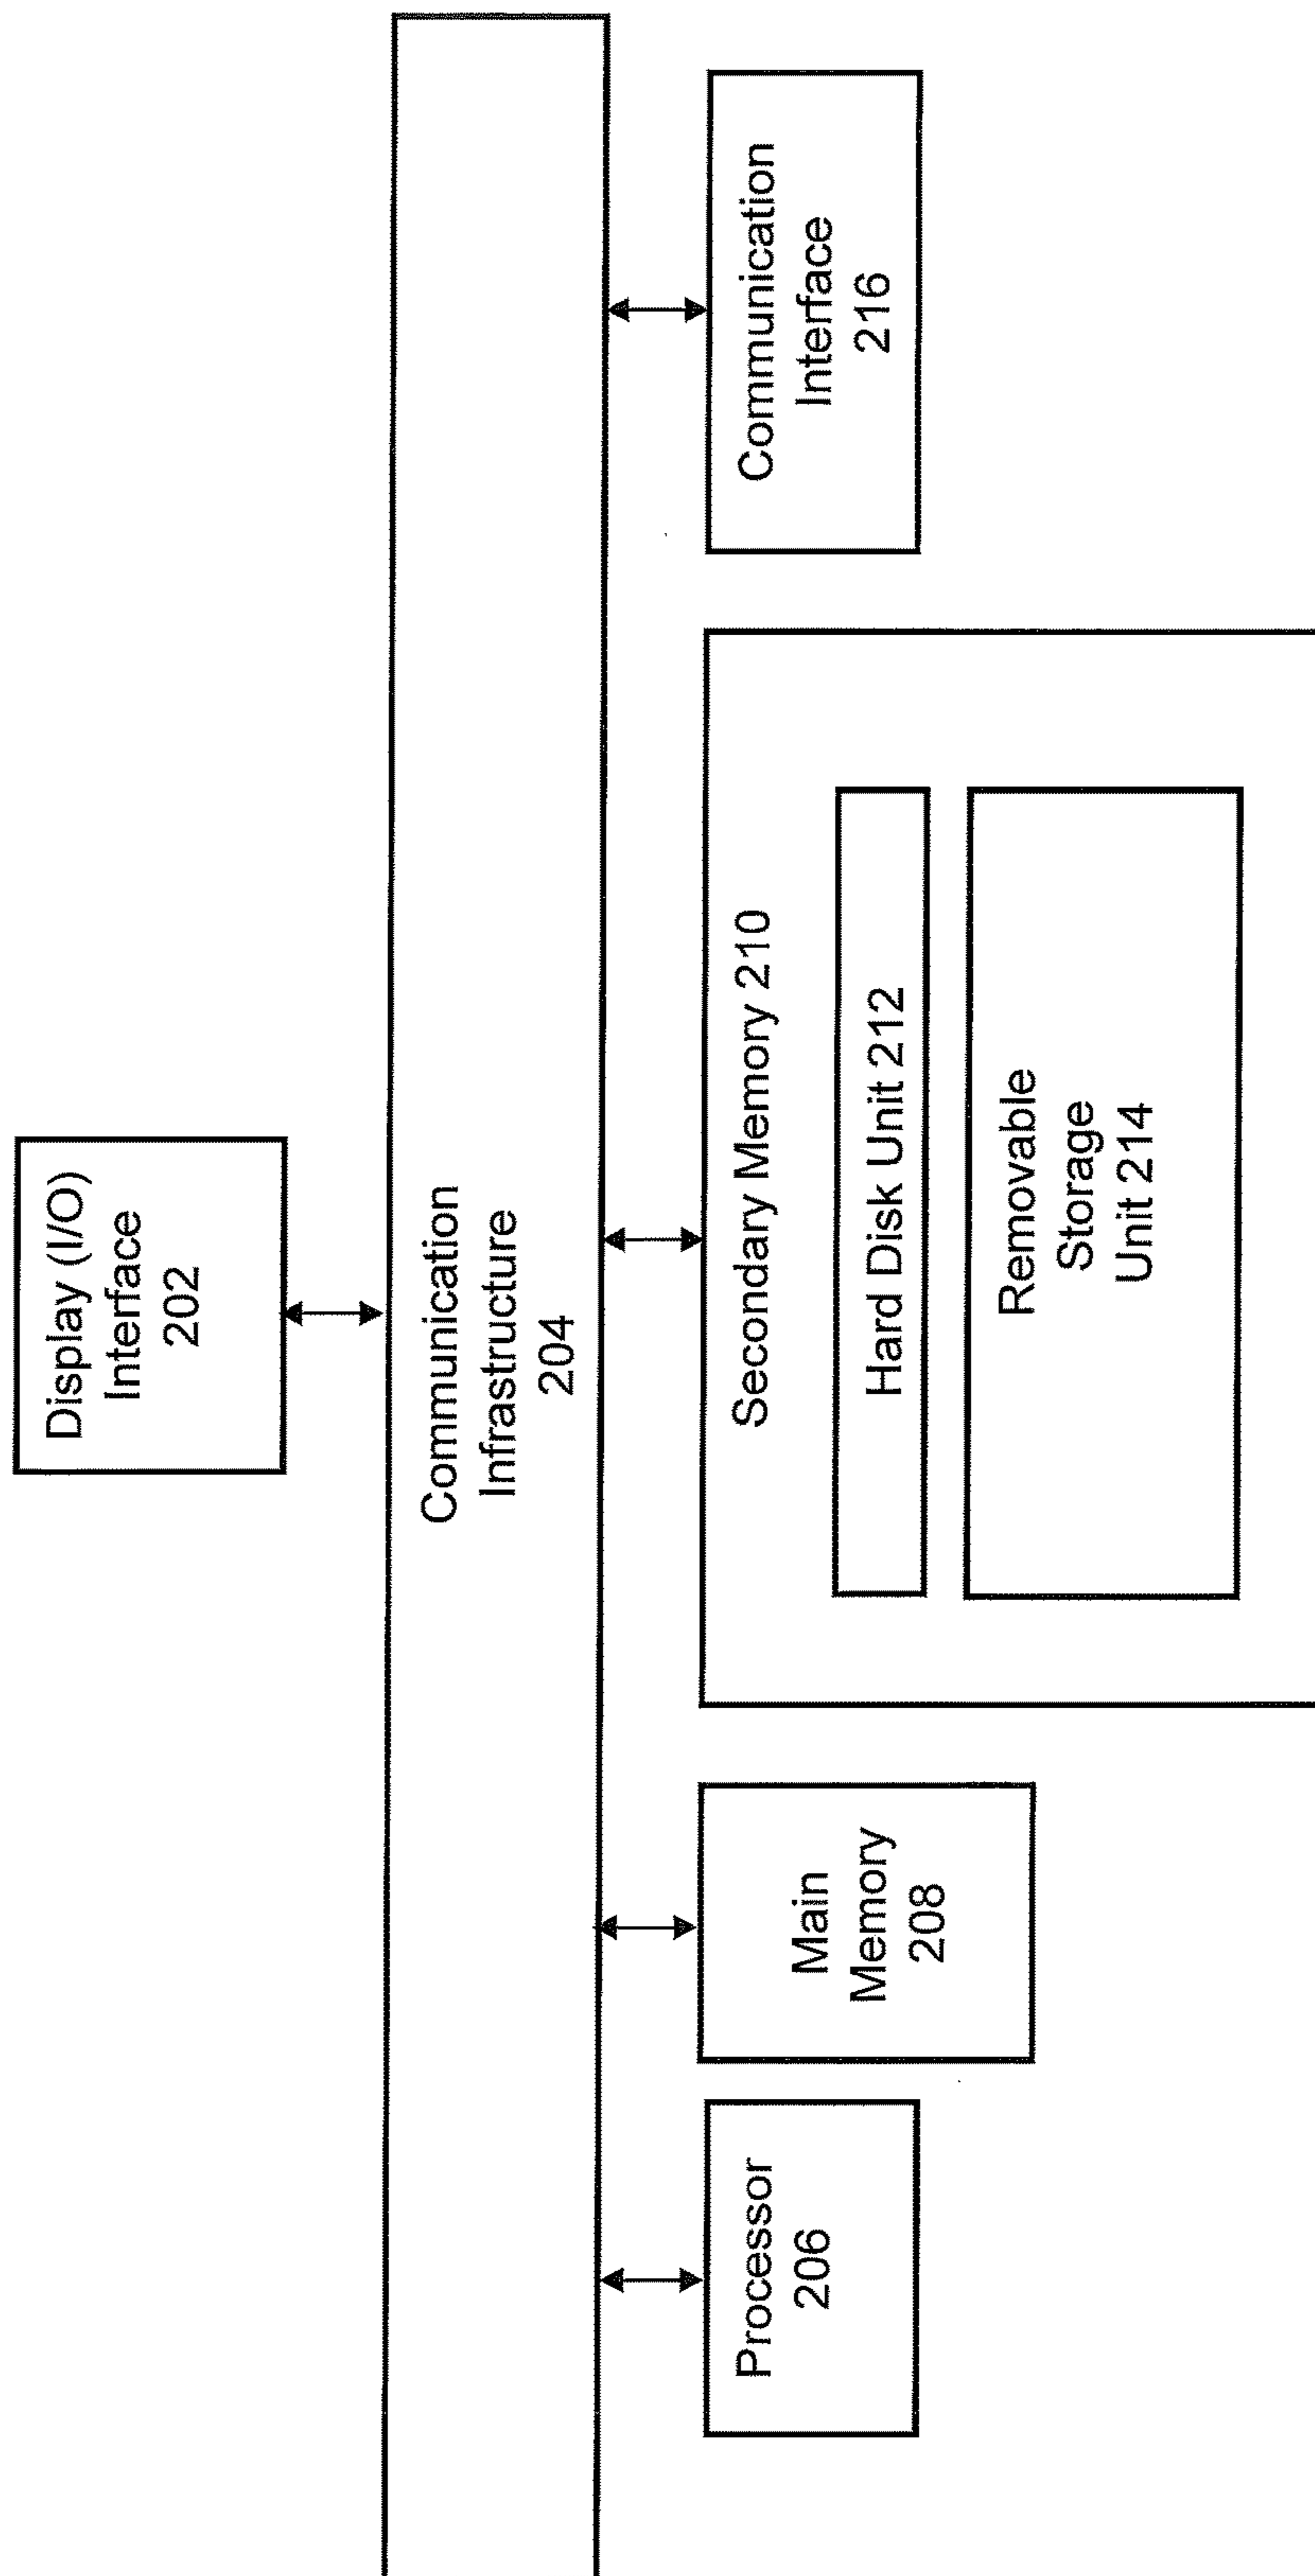 Display (I/O)
Interface
202
Communication
Infrastructure
204
Processor
206
Main
Memory
208
Secondary Memory 210
Hard Disk Unit 212
Removable
Storage
Unit 214
Communication
Interface
216